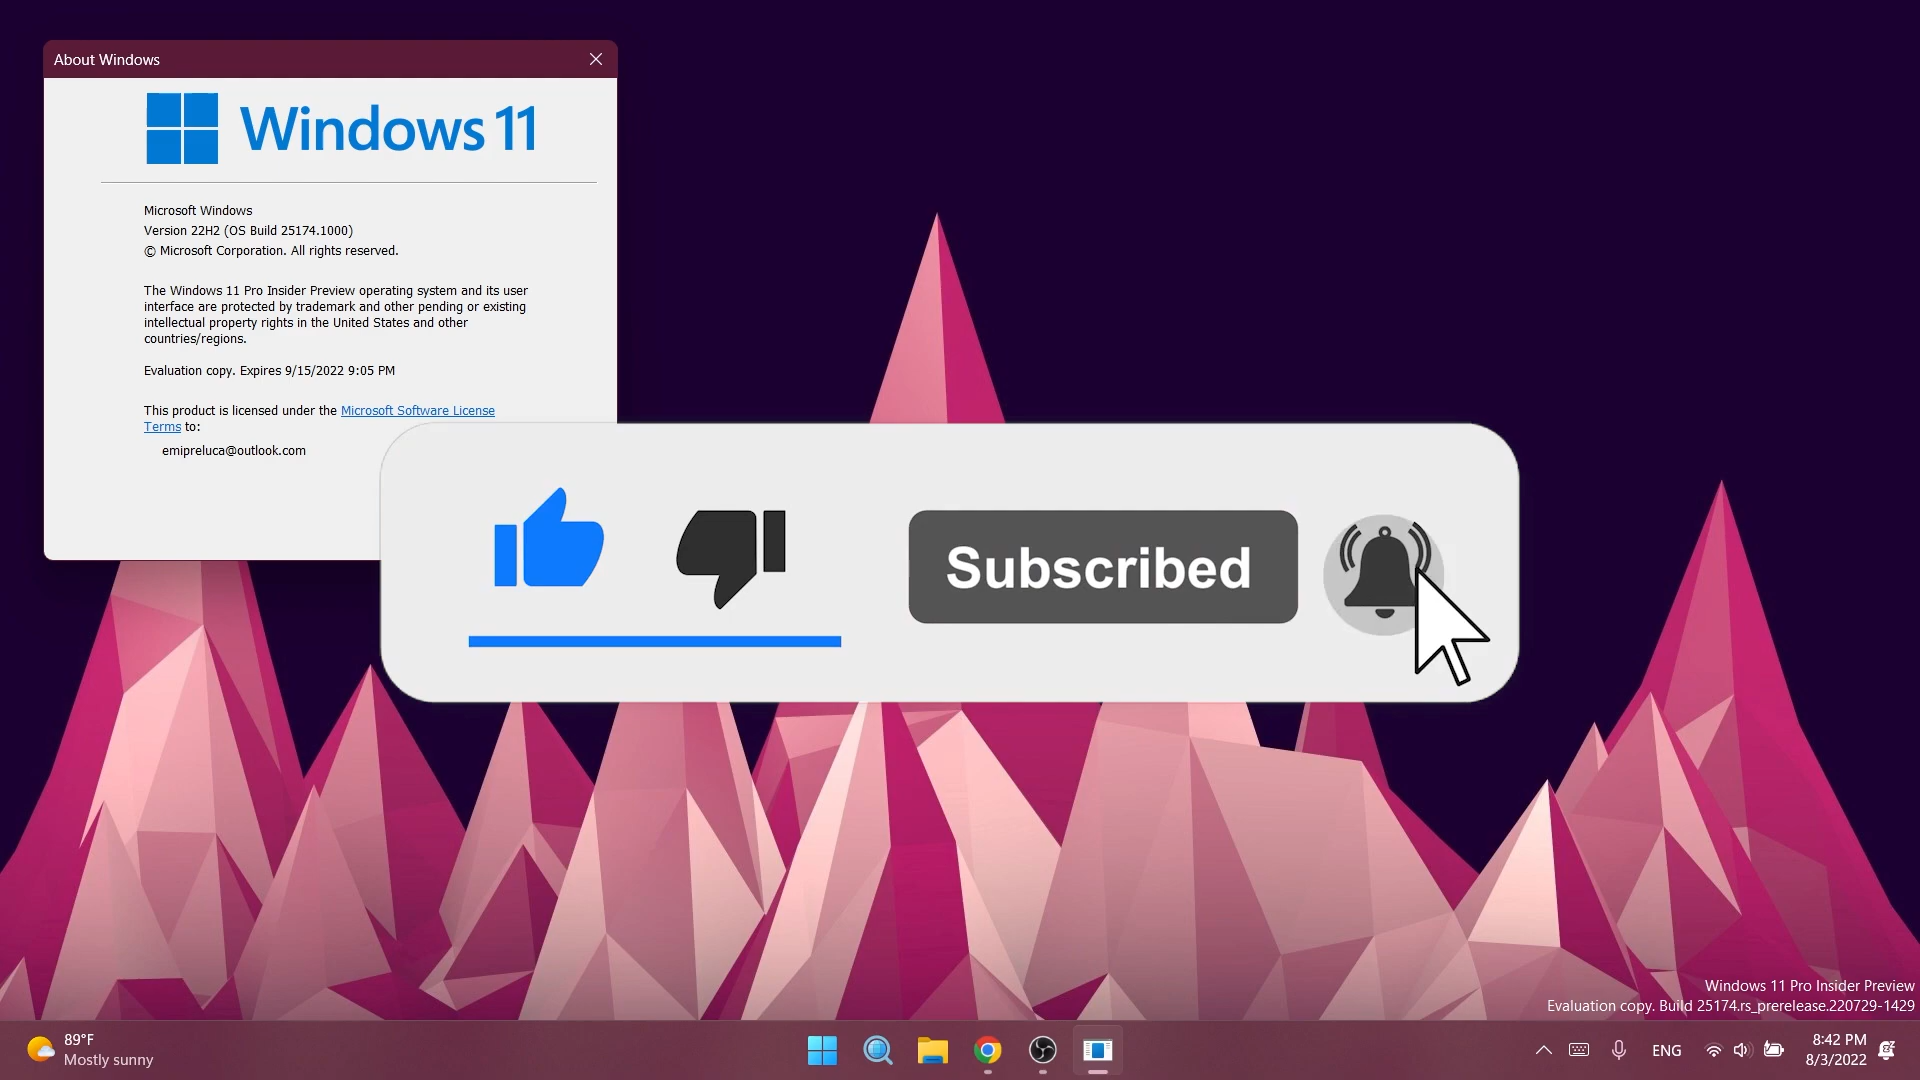 About Windows
Windows 11
Microsoft Windows
Version 22H2 (OS Build 25174.1000)
© Microsoft Corporation. All rights reserved.
The Windows 11 Pro Insider Preview operating system and its user
interface are protected by trademark and other pending or existing
intellectual property rights in the United States and other
countries/regions.
Evaluation copy. Expires 9/15/2022 9:05 PM
This product is licensed under the Microsoft Software License
Terms to:
emipreluca@outlook.com
Subscribed
Windows 11 Pro Insider Preview
Evaluation copy. Build 25174.rs_prerelease.220729-1429
89°F
Mostly sunny
ENG
8:42 PM
8/3/2022